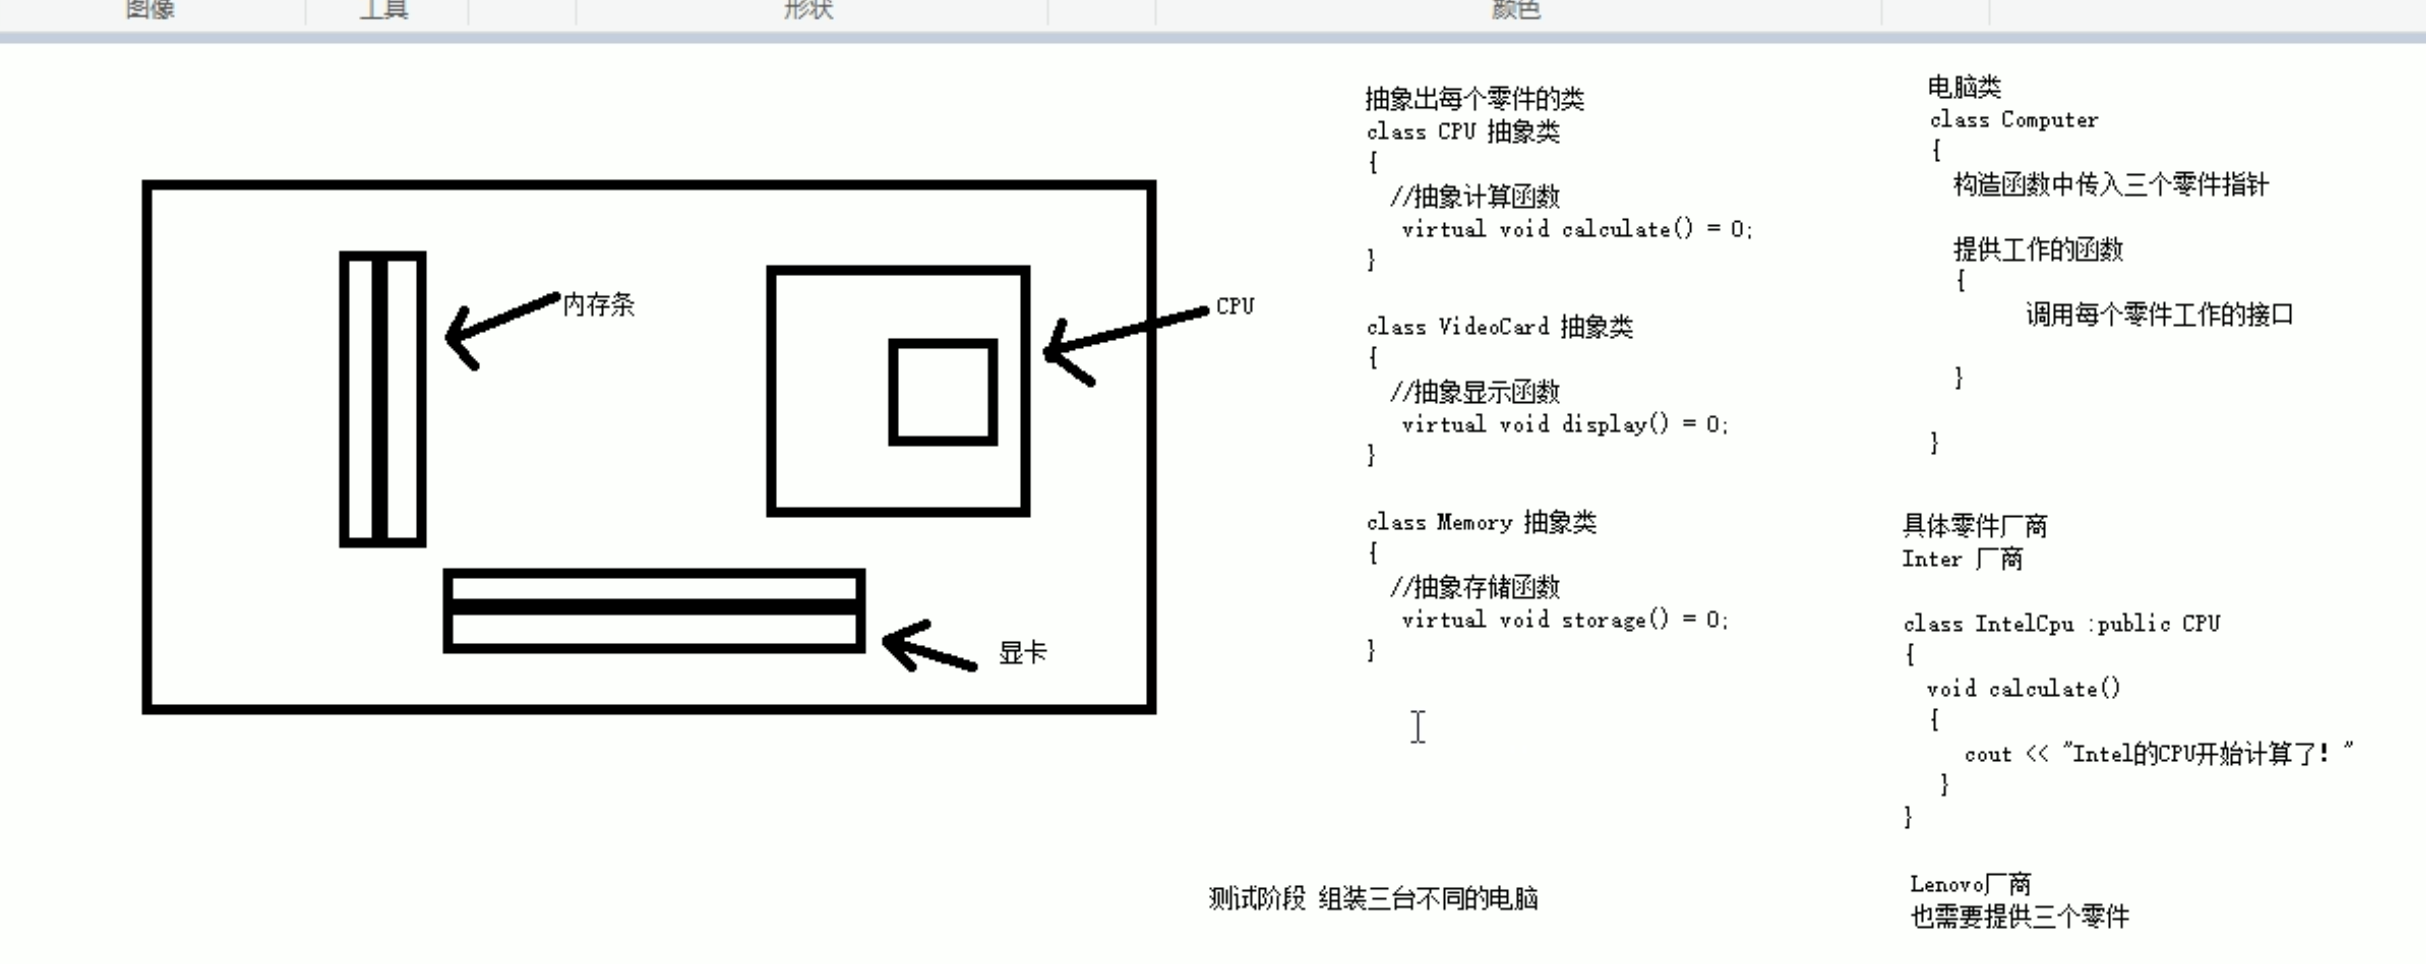 图像
工具
形状
颜色
内存条
CPU
显卡
抽象出每个零件的类
class CPU 抽象类
{
//抽象计算函数
virtual void calculate() = 0;
}
class VideoCard 抽象类
{
//抽象显示函数
virtual void display() = 0;
}
class Memory 抽象类
{
//抽象存储函数
virtual void storage() = 0;
}
测试阶段 组装三台不同的电脑
电脑类
class Computer
{
构造函数中传入三个零件指针
提供工作的函数
{
调用每个零件工作的接口
}
}
具体零件厂商
Inter 厂商
class IntelCpu :public CPU
{
void calculate()
{
cout << "Intel的CPU开始计算了! "
}
}
Lenovo厂商
也需要提供三个零件